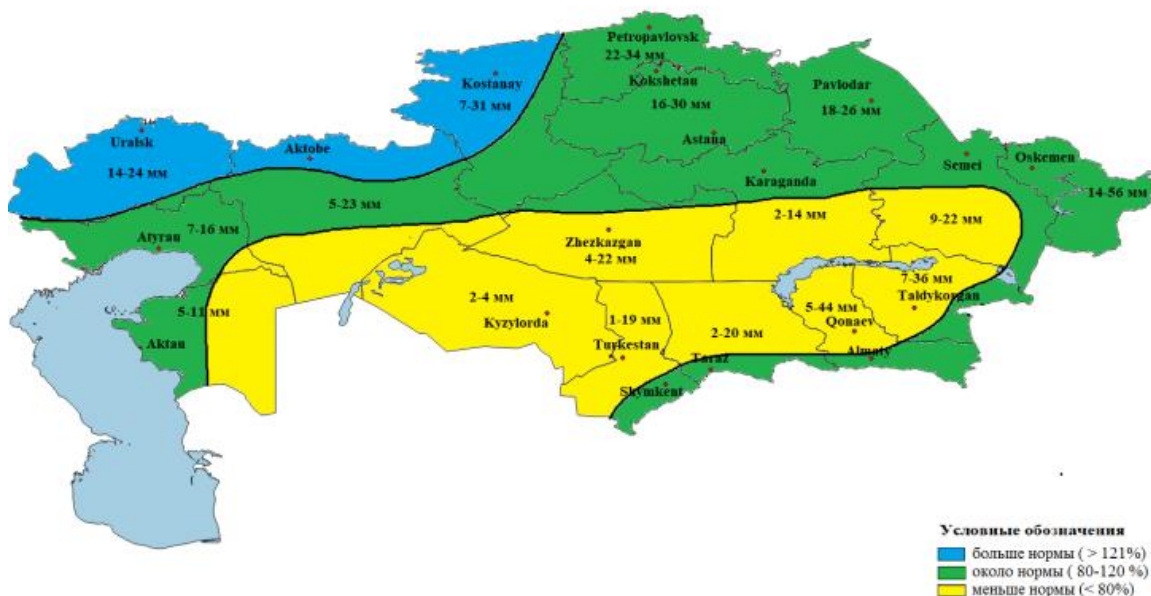 Petropavlovsk
22-34 мм
Kokshetau
Kostanay
7-31 мм
16-30 мм
Pavlodar
18-26 мм
Astana
Uralsk
14-24 мм
Aktobe
Semei
Oskemen
Karaganda
14-56 мм
5-23 мм
2-14 мм
9-22 мм
7-16 мм
Atyrau
Zhezkazgan
4-22 мм
7-36 мм
Taldykorgan
2-4 мм
5-44 мм
5-11 мм
Kyzylorda
1-19 мм
2-20 мм
Qonaev
Aktau
Turkestan
Taraz
Almaty
Shymkent
Условные обозначения
больше нормы ( > 121%)
около нормы ( 80-120 %)
меньше нормы (< 80%)